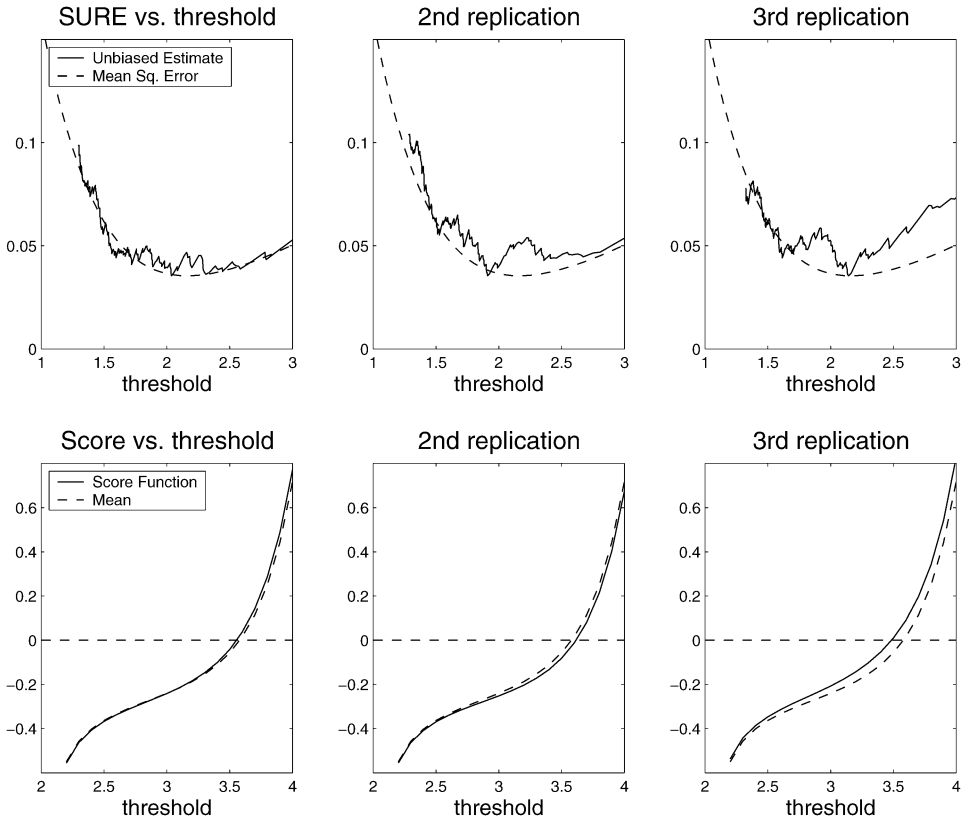 SURE vs. threshold
2nd replication
3rd replication
Unbiased Estimate
Mean Sq. Error
0.1
0.05
0
1 1.5 2 2.5 3
threshold
0.1
0.05
0
1 1.5 2 2.5 3
threshold
0.1
0.05
0
1 1.5 2 2.5 3
threshold
Score vs. threshold
2nd replication
3rd replication
Score Function
Mean
0.6
0.4
0.2
0
−0.2
−0.4
2 2.5 3 3.5 4
threshold
0.6
0.4
0.2
0
−0.2
−0.4
2 2.5 3 3.5 4
threshold
0.6
0.4
0.2
0
−0.2
−0.4
2 2.5 3 3.5 4
threshold